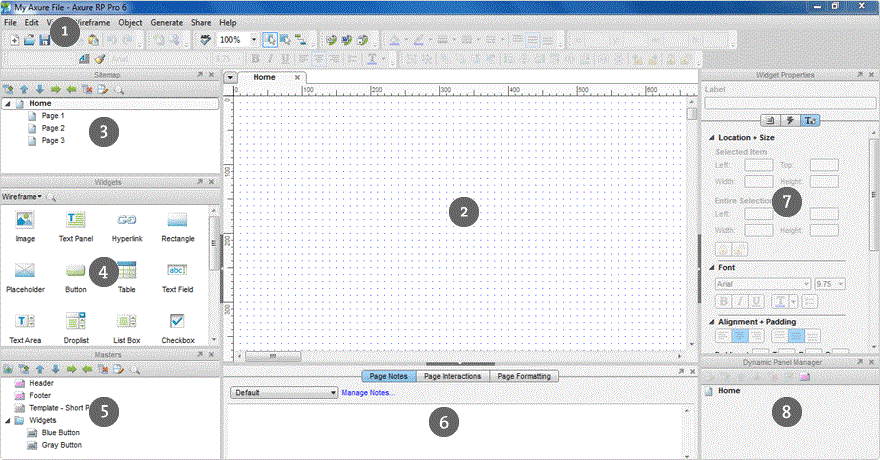 My Axure File - Axure RP Pro 6
File Edit Wireframe Object Generate Share Help
1
100%
Sitemap
Home
Page 1
Page 2
Page 3
3
Widgets
Wireframe
Image Text Panel Hyperlink Rectangle
Placeholder Button Table Text Field
4
Text Area Droplist List Box Checkbox
Masters
Header
Footer
Template - Short
Widgets
Blue Button
Gray Button
5
Home
0 100 200 300 400 500 600
0
100
200
300
2
Page Notes Page Interactions Page Formatting
Default Manage Notes...
6
Widget Properties
Label
Location + Size
Selected Item
Left: Top:
Width: Height:
Entire Selection
Left:
Width: Height:
7
Font
Arial 9.75
B I U T
Alignment + Padding
Dynamic Panel Manager
Home
8